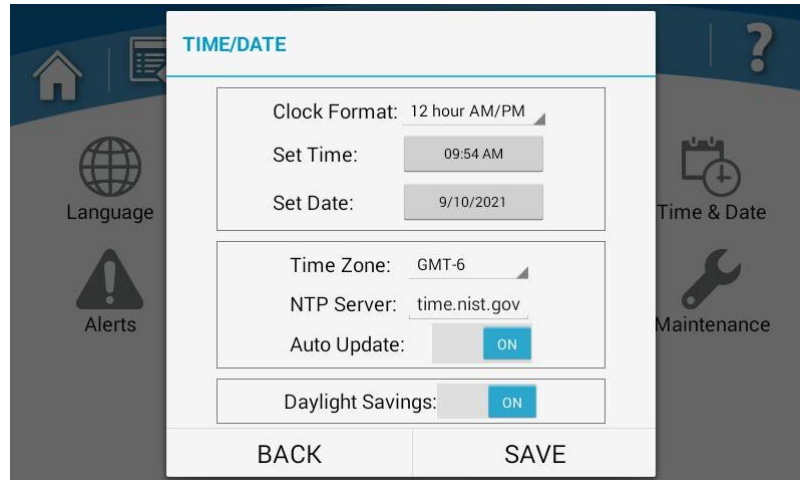 TIME/DATE
?
Clock Format: 12 hour AM/PM
Set Time: 09:54 AM
Set Date: 9/10/2021
Language
Time & Date
Time Zone: GMT-6
NTP Server: time.nist.gov
Alerts
Maintenance
Auto Update: ON
Daylight Savings: ON
BACK SAVE